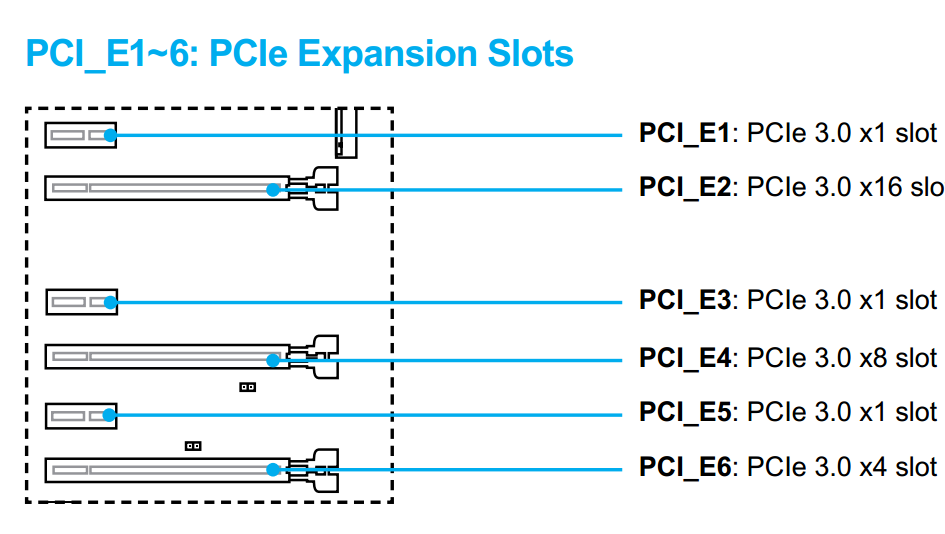 PCI_E1~6: PCIe Expansion Slots
PCI_E1: PCIe 3.0 x1 slot
PCI_E2: PCIe 3.0 x16 slo
PCI_E3: PCIe 3.0 x1 slot
PCI_E4: PCIe 3.0 x8 slot
PCI_E5: PCIe 3.0 x1 slot
PCI_E6: PCIe 3.0 x4 slot